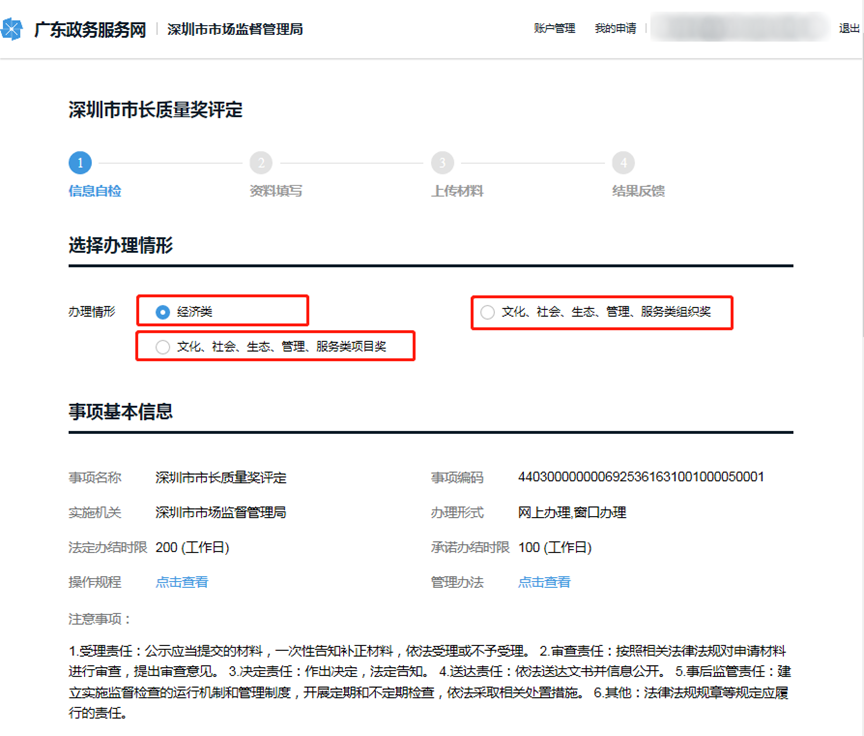 广东政务服务网 深圳市市场监督管理局 账户管理 我的申请 退出
深圳市市长质量奖评定
1 2 3 4
信息自检 资料填写 上传材料 结果反馈
选择办理情形
办理情形 经济类 文化、社会、生态、管理、服务类组织奖
文化、社会、生态、管理、服务类项目奖
事项基本信息
事项名称 深圳市市长质量奖评定 事项编码 4403000000006925361631001000050001
实施机关 深圳市市场监督管理局 办理形式 网上办理,窗口办理
法定办结时限 200 (工作日) 承诺办结时限 100 (工作日)
操作规程 点击查看 管理办法 点击查看
注意事项：
1.受理责任：公示应当提交的材料，一次性告知补正材料，依法受理或不予受理。 2.审查责任：按照相关法律法规对申请材料
进行审查，提出审查意见。 3.决定责任：作出决定，法定告知。 4.送达责任：依法送达文书并信息公开。 5.事后监管责任：建
立实施监督检查的运行机制和管理制度，开展定期和不定期检查，依法采取相关处置措施。 6.其他：法律法规规章等规定应履
行的责任。